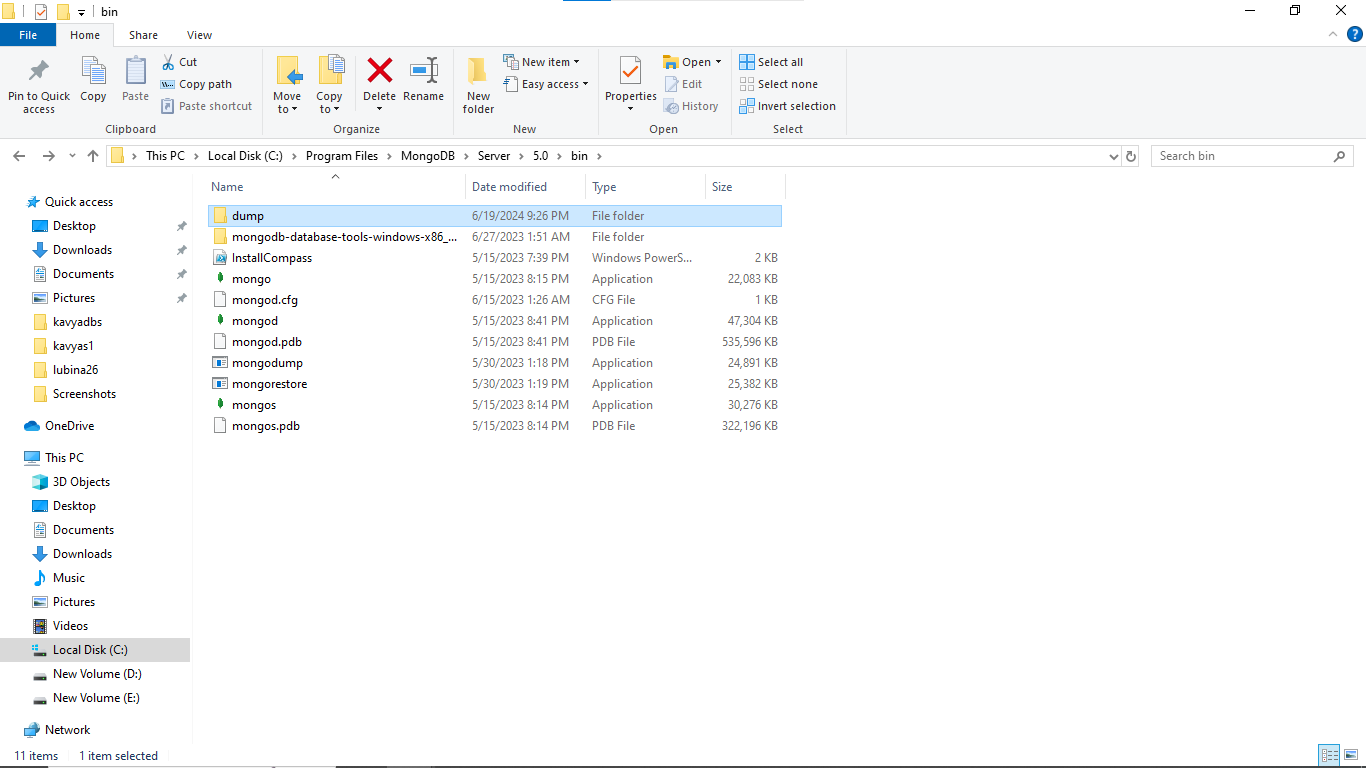 bin
File Home Share View
Pin to Quick access
Copy
Paste
Cut
Copy path
Paste shortcut
Clipboard
Move to
Copy to
Delete
Rename
Organize
New folder
New item
Easy access
New
Properties
Open
Edit
History
Open
Select all
Select none
Invert selection
Select
This PC > Local Disk (C:) > Program Files > MongoDB > Server > 5.0 > bin >
Search bin
Quick access
Desktop
Downloads
Documents
Pictures
kavyadbs
kavyas1
lubina26
Screenshots
OneDrive
This PC
3D Objects
Desktop
Documents
Downloads
Music
Pictures
Videos
Local Disk (C:)
New Volume (D:)
New Volume (E:)
Network
Name Date modified Type Size
dump 6/19/2024 9:26 PM File folder
mongodb-database-tools-windows-x86_... 6/27/2023 1:51 AM File folder
InstallCompass 5/15/2023 7:39 PM Windows PowerS... 2 KB
mongo 5/15/2023 8:15 PM Application 22,083 KB
mongod.cfg 6/15/2023 1:26 AM CFG File 1 KB
mongod 5/15/2023 8:41 PM Application 47,304 KB
mongod.pdb 5/15/2023 8:41 PM PDB File 535,596 KB
mongodump 5/30/2023 1:18 PM Application 24,891 KB
mongorestore 5/30/2023 1:19 PM Application 25,382 KB
mongos 5/15/2023 8:14 PM Application 30,276 KB
mongos.pdb 5/15/2023 8:14 PM PDB File 322,196 KB
11 items 1 item selected